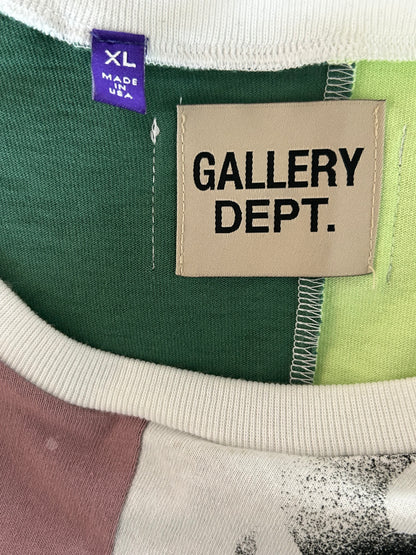 XL
MADE
IN
USA
GALLERY
DEPT.